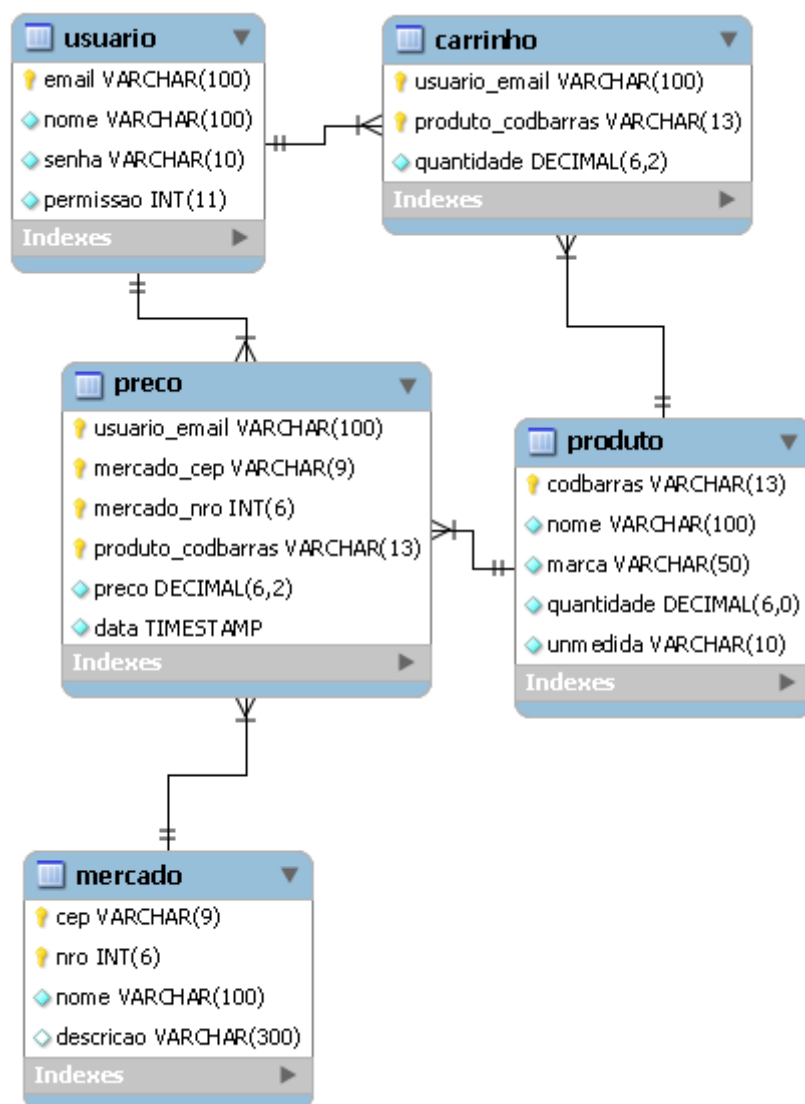 usuario
email VARCHAR(100)
nome VARCHAR(100)
senha VARCHAR(10)
permissao INT(11)
Indexes
carrinho
usuario_email VARCHAR(100)
produto_codbarras VARCHAR(13)
quantidade DECIMAL(6,2)
Indexes
preco
usuario_email VARCHAR(100)
mercado_cep VARCHAR(9)
mercado_nro INT(6)
produto_codbarras VARCHAR(13)
preco DECIMAL(6,2)
data TIMESTAMP
Indexes
produto
codbarras VARCHAR(13)
nome VARCHAR(100)
marca VARCHAR(50)
quantidade DECIMAL(6,0)
unmedida VARCHAR(10)
Indexes
mercado
cep VARCHAR(9)
nro INT(6)
nome VARCHAR(100)
descricao VARCHAR(300)
Indexes